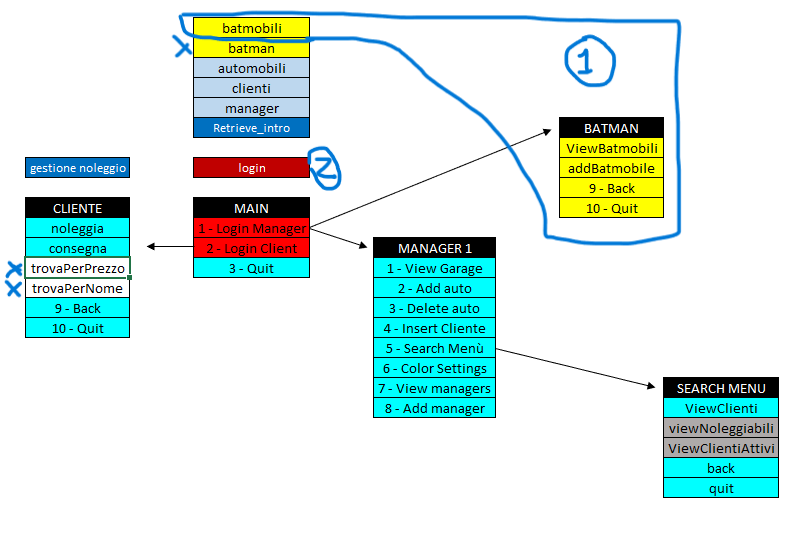 batmobili
batman
automobili
clienti
manager
Retrieve_intro
1
gestione noleggio
login
2
CLIENTE
noleggia
consegna
trovaPerPrezzo
trovaPerNome
9 - Back
10 - Quit
MAIN
1 - Login Manager
2 - Login Client
3 - Quit
BATMAN
ViewBatmobili
addBatmobile
9 - Back
10 - Quit
MANAGER 1
1 - View Garage
2 - Add auto
3 - Delete auto
4 - Insert Cliente
5 - Search Menù
6 - Color Settings
7 - View managers
8 - Add manager
SEARCH MENU
ViewClienti
viewNoleggiabili
ViewClientiAttivi
back
quit